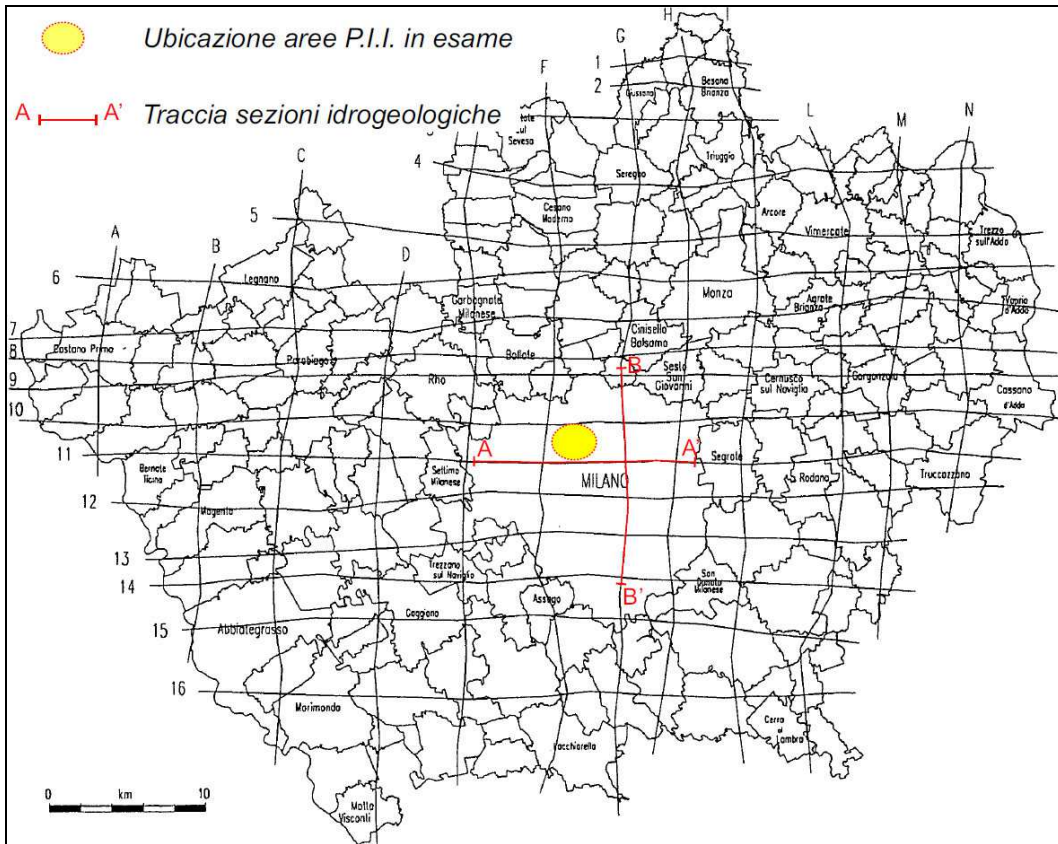 Ubicazione aree P.I.I. in esame
A A' Traccia sezioni idrogeologiche
H I
G
1
2
F
Giussano
Besana
Brianza
L
M
N
C
4
Seveso
Seregno
Triuggio
5
Cesano
Maderno
Arcore
Vimercate
Trezzo
sull'Adda
A
B
D
6
Legnano
Garbagnate
Milanese
Monza
Agrate
Brianza
Vaprio
d'Adda
7
Castano Primo
Parabiago
Bollate
Cinisello
Balsamo
8
B
9
Rho
Sesto
San
Giovanni
Cernusco
sul Naviglio
Gorgonzola
Cassano
d'Adda
10
11
Bernate
Ticino
Settimo
Milanese
A
A'
MILANO
Segrate
Rodano
Truccazzano
12
Magenta
13
14
Trezzano
sul Naviglio
San
Donato
Milanese
B'
15
Abbiategrasso
Gaggiano
Assago
16
Morimondo
Lacchiarella
Cerro
al
Lambro
Motta
Visconti
0 km 10